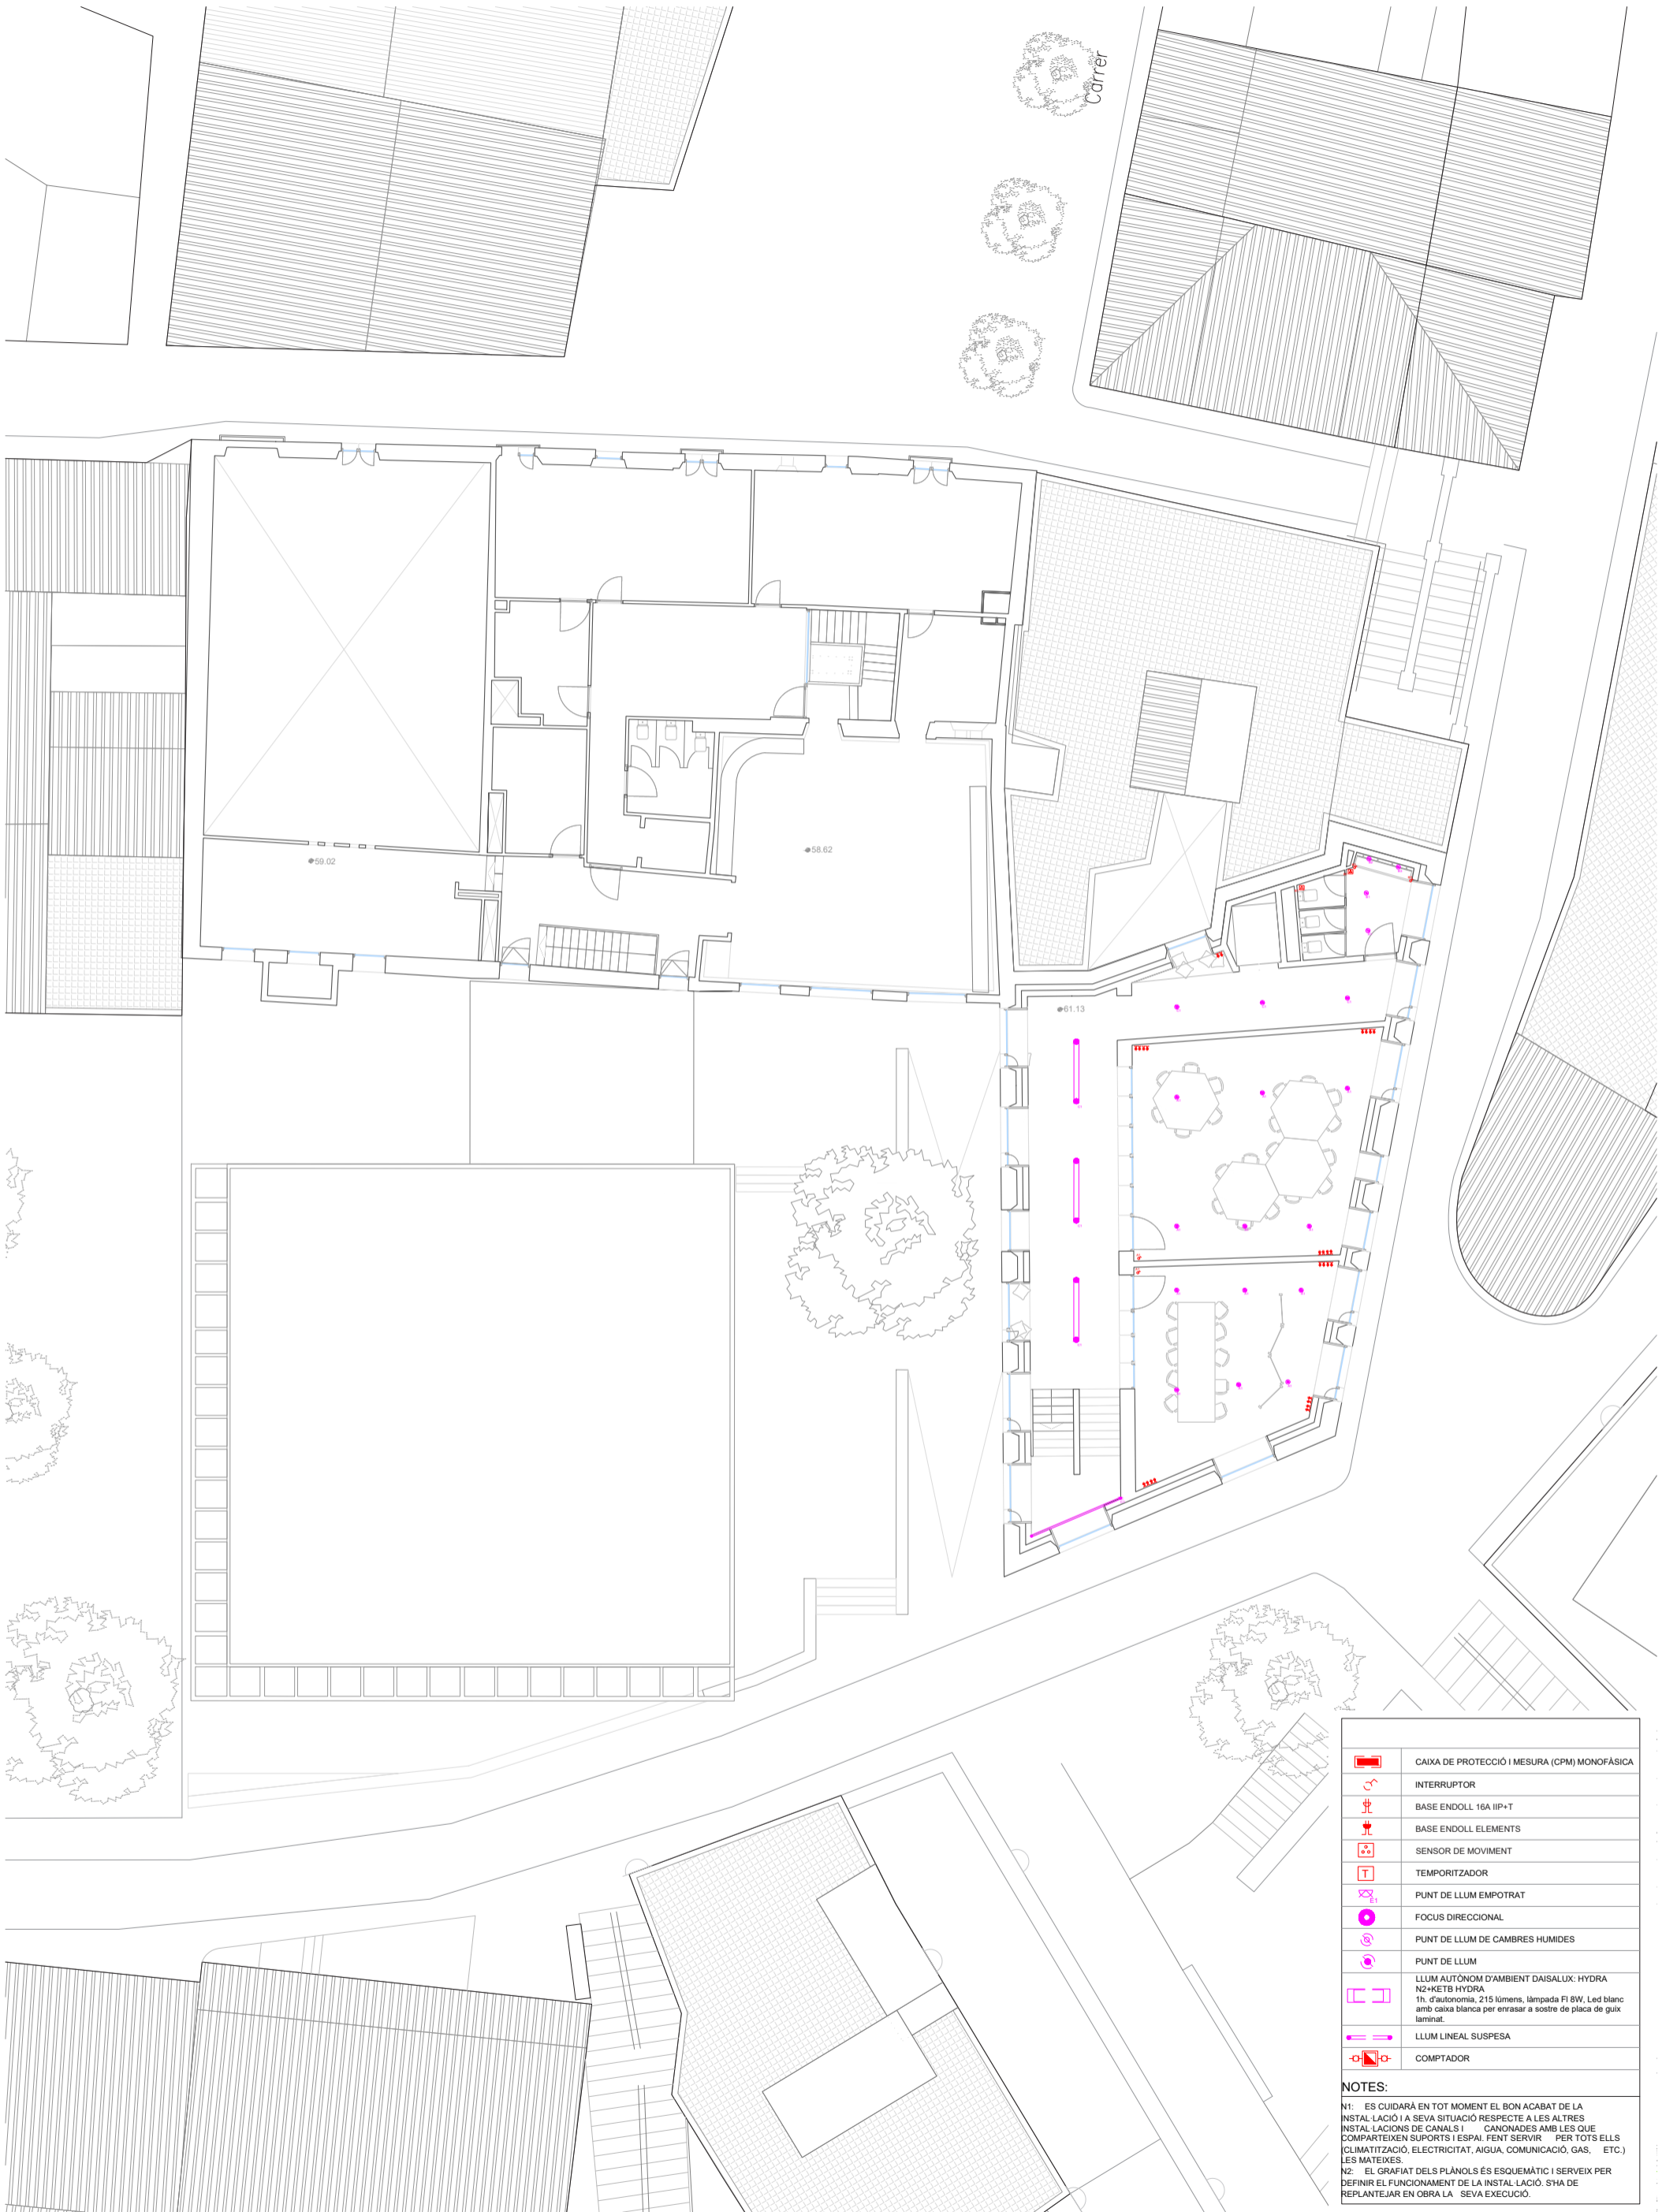 Carrer
59.02
58.62
61.13
CAIXA DE PROTECCIÓ I MESURA (CPM) MONOFÀSICA
INTERRUPTOR
BASE ENDOLL 16A IIP+T
BASE ENDOLL ELEMENTS
SENSOR DE MOVIMENT
T TEMPORITZADOR
E1 PUNT DE LLUM EMPOTRAT
FOCUS DIRECCIONAL
PUNT DE LLUM DE CAMBRES HUMIDES
PUNT DE LLUM
LLUM AUTÒNOM D'AMBIENT DAISALUX: HYDRA
N2+KETB HYDRA
1h. d'autonomia, 215 lúmens, làmpada Fl 8W, Led blanc
amb caixa blanca per enrasar a sostre de placa de guix
laminat.
LLUM LINEAL SUSPESA
COMPTADOR
NOTES:
N1: ES CUIDARÀ EN TOT MOMENT EL BON ACABAT DE LA
INSTAL·LACIÓ I A SEVA SITUACIÓ RESPECTE A LES ALTRES
INSTAL·LACIONS DE CANALS I CANONADES AMB LES QUE
COMPARTEIXEN SUPORTS I ESPAI. FENT SERVIR PER TOTS ELLS
(CLIMATITZACIÓ, ELECTRICITAT, AIGUA, COMUNICACIÓ, GAS, ETC.)
LES MATEIXES.
N2: EL GRAFIAT DELS PLÀNOLS ÉS ESQUEMÀTIC I SERVEIX PER
DEFINIR EL FUNCIONAMENT DE LA INSTAL·LACIÓ. S'HA DE
REPLANTEJAR EN OBRA LA SEVA EXECUCIÓ.